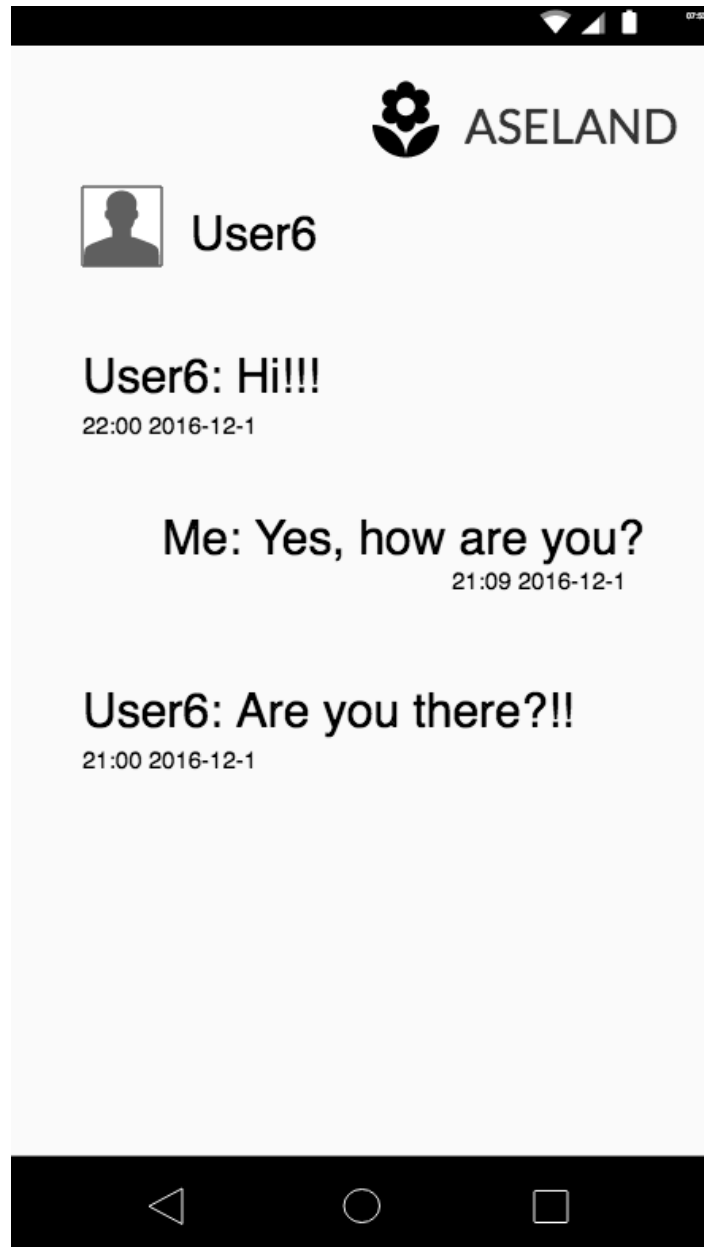 ASELAND
User6
User6: Hi!!!
22:00 2016-12-1
Me: Yes, how are you?
21:09 2016-12-1
User6: Are you there?!!
21:00 2016-12-1